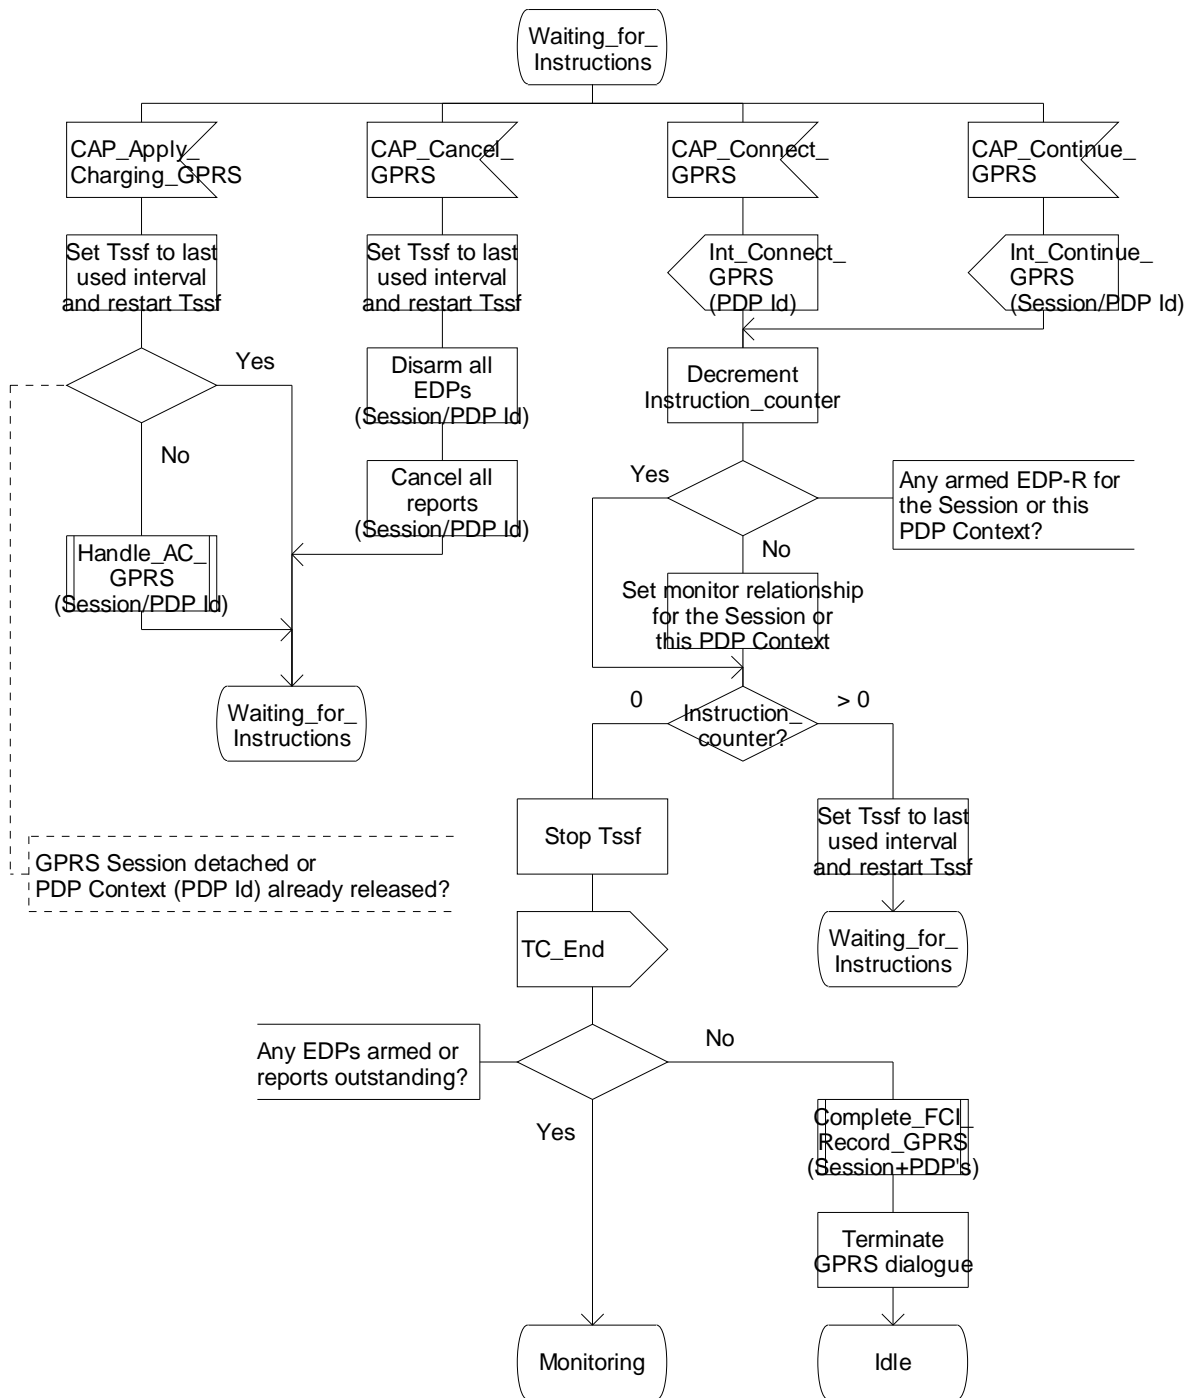 Waiting_for_
Instructions
CAP_Apply_
Charging_GPRS
CAP_Cancel_
GPRS
CAP_Connect_
GPRS
CAP_Continue_
GPRS
Set Tssf to last
used interval
and restart Tssf
Set Tssf to last
used interval
and restart Tssf
Int_Connect_
GPRS
(PDP Id)
Int_Continue_
GPRS
(Session/PDP Id)
Yes
Disarm all
EDPs
(Session/PDP Id)
Decrement
Instruction_counter
No
Cancel all
reports
(Session/PDP Id)
Yes
Any armed EDP-R for
the Session or this
PDP Context?
No
Handle_AC_
GPRS
(Session/PDP Id)
Set monitor relationship
for the Session or
this PDP Context
Waiting_for_
Instructions
0
Instruction_
counter?
> 0
GPRS Session detached or
PDP Context (PDP Id) already released?
Stop Tssf
Set Tssf to last
used interval
and restart Tssf
TC_End
Waiting_for_
Instructions
Any EDPs armed or
reports outstanding?
No
Yes
Complete_FCI_
Record_GPRS
(Session+PDP's)
Terminate
GPRS dialogue
Monitoring
Idle